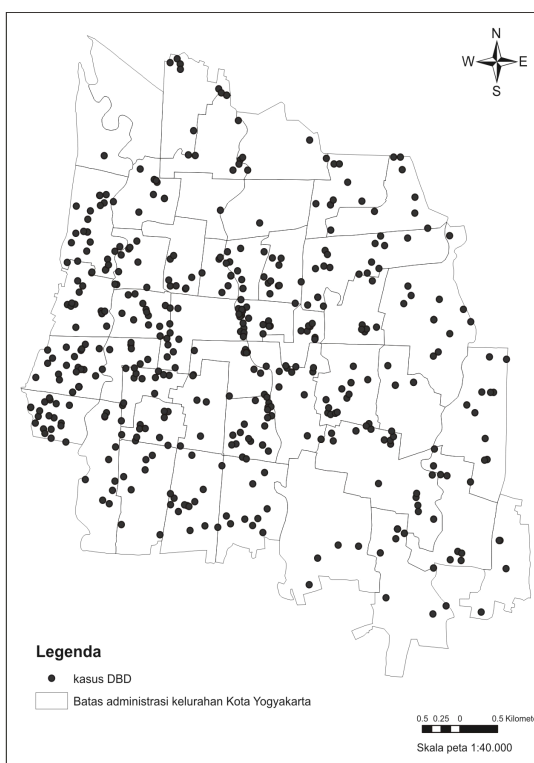 N
W E
S
Legenda
kasus DBD
Batas administrasi kelurahan Kota Yogyakarta
0.5 0.25 0 0.5 Kilomete
Skala peta 1:40.000